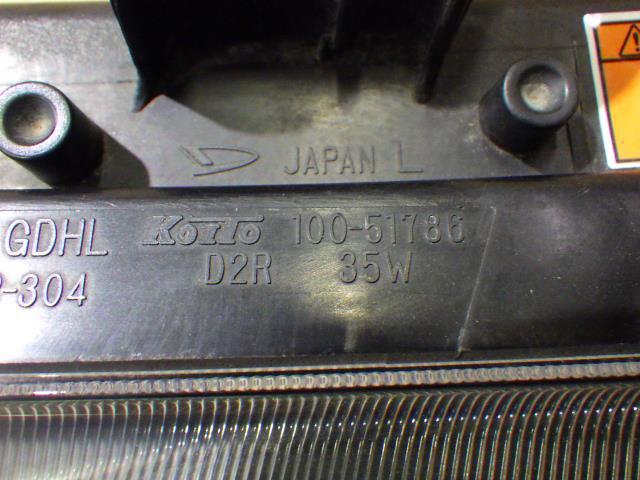 JAPAN L
GDHL KOITO 100-51786
-304 D2R 35W